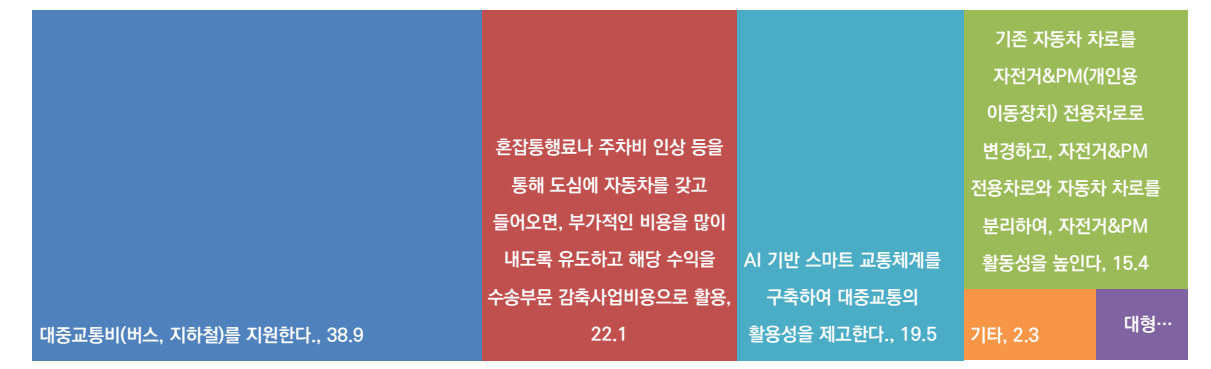 대중교통비(버스, 지하철)를 지원한다., 38.9
혼잡통행료나 주차비 인상 등을
통해 도심에 자동차를 갖고
들어오면, 부가적인 비용을 많이
내도록 유도하고 해당 수익을
수송부문 감축사업비용으로 활용,
22.1
AI 기반 스마트 교통체계를
구축하여 대중교통의
활용성을 제고한다., 19.5
기존 자동차 차로를
자전거&PM(개인용
이동장치) 전용차로로
변경하고, 자전거&PM
전용차로와 자동차 차로를
분리하여, 자전거&PM
활동성을 높인다, 15.4
기타, 2.3
대형…